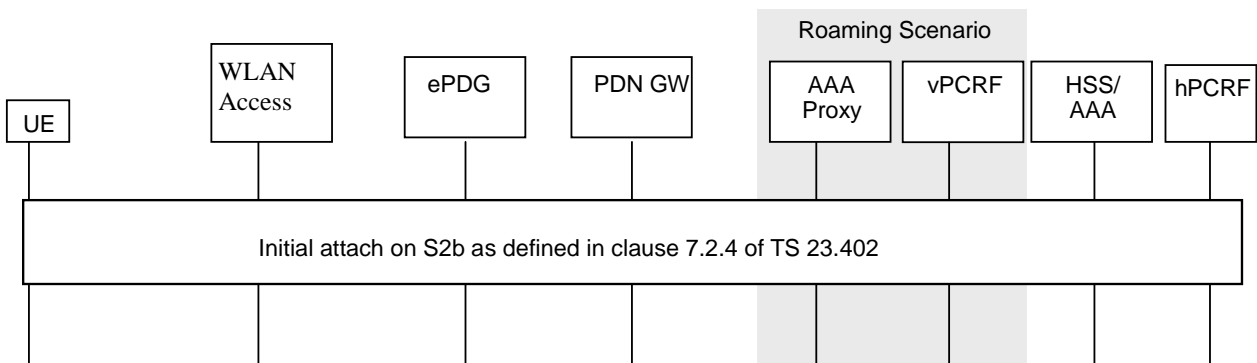 Roaming Scenario
UE
WLAN
Access
ePDG
PDN GW
AAA
Proxy
vPCRF
HSS/
AAA
hPCRF
Initial attach on S2b as defined in clause 7.2.4 of TS 23.402